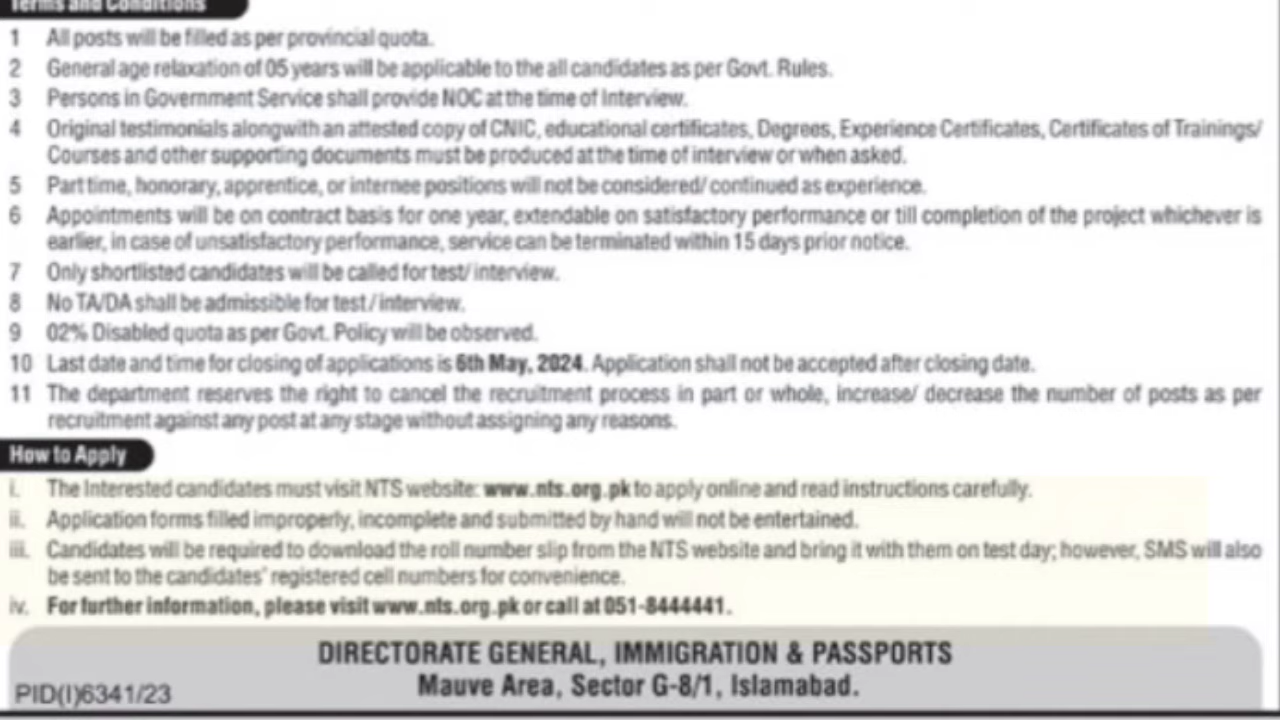 Terms and Conditions
1 All posts will be filled as per provincial quota.
2 General age relaxation of 05 years will be applicable to the all candidates as per Govt. Rules.
3 Persons in Government Service shall provide NOC at the time of Interview.
4 Original testimonials alongwith an attested copy of CNIC, educational certificates, Degrees, Experience Certificates, Certificates of Trainings/
Courses and other supporting documents must be produced at the time of interview or when asked.
5 Part time, honorary, apprentice, or internee positions will not be considered/ continued as experience.
6 Appointments will be on contract basis for one year, extendable on satisfactory performance or till completion of the project whichever is
earlier, in case of unsatisfactory performance, service can be terminated within 15 days prior notice.
7 Only shortlisted candidates will be called for test/ interview.
8 No TA/DA shall be admissible for test / interview.
9 02% Disabled quota as per Govt. Policy will be observed.
10 Last date and time for closing of applications is 6th May, 2024. Application shall not be accepted after closing date.
11 The department reserves the right to cancel the recruitment process in part or whole, increase/ decrease the number of posts as per
recruitment against any post at any stage without assigning any reasons.
How to Apply
i. The Interested candidates must visit NTS website: www.nts.org.pk to apply online and read instructions carefully.
ii. Application forms filled improperly, incomplete and submitted by hand will not be entertained.
iii. Candidates will be required to download the roll number slip from the NTS website and bring it with them on test day; however, SMS will also
be sent to the candidates' registered cell numbers for convenience.
iv. For further information, please visit www.nts.org.pk or call at 051-8444441.
DIRECTORATE GENERAL, IMMIGRATION & PASSPORTS
Mauve Area, Sector G-8/1, Islamabad.
PID(I)6341/23